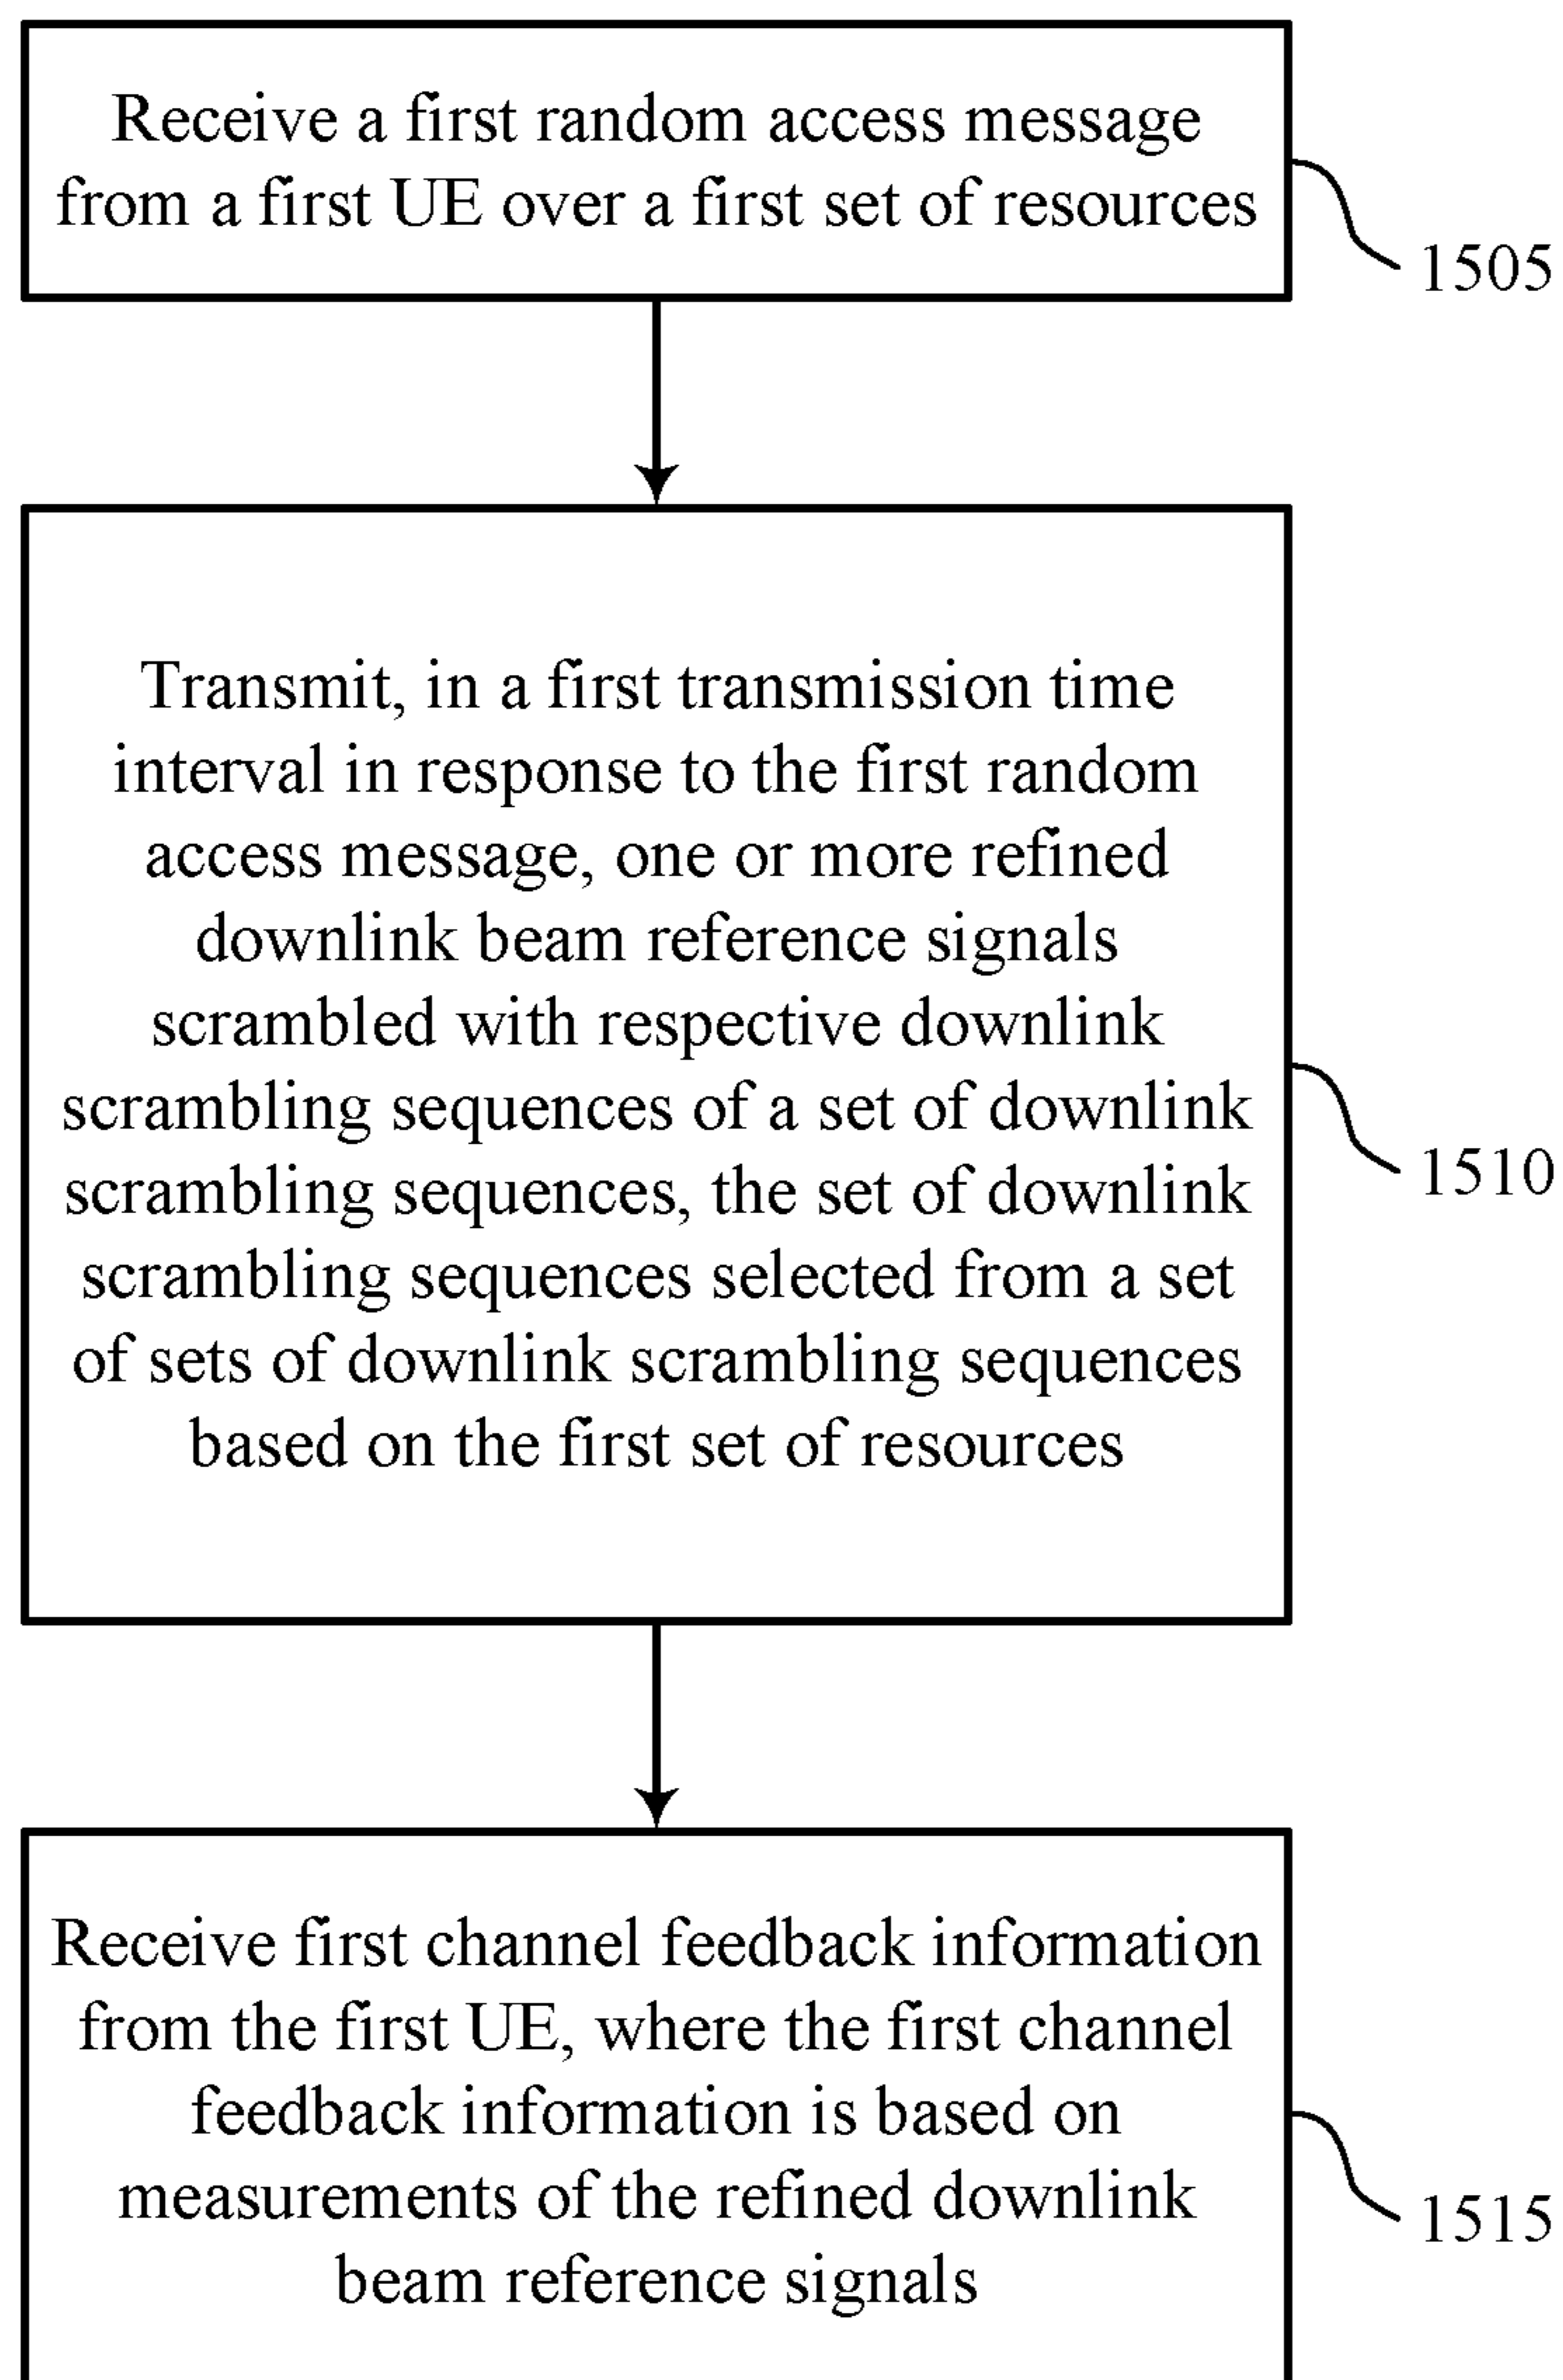 Receive a first random access message
from a first UE over a first set of resources
1505
Transmit, in a first transmission time
interval in response to the first random
access message, one or more refined
downlink beam reference signals
scrambled with respective downlink
scrambling sequences of a set of downlink
scrambling sequences, the set of downlink
scrambling sequences selected from a set
of sets of downlink scrambling sequences
based on the first set of resources
1510
Receive first channel feedback information
from the first UE, where the first channel
feedback information is based on
measurements of the refined downlink
beam reference signals
1515